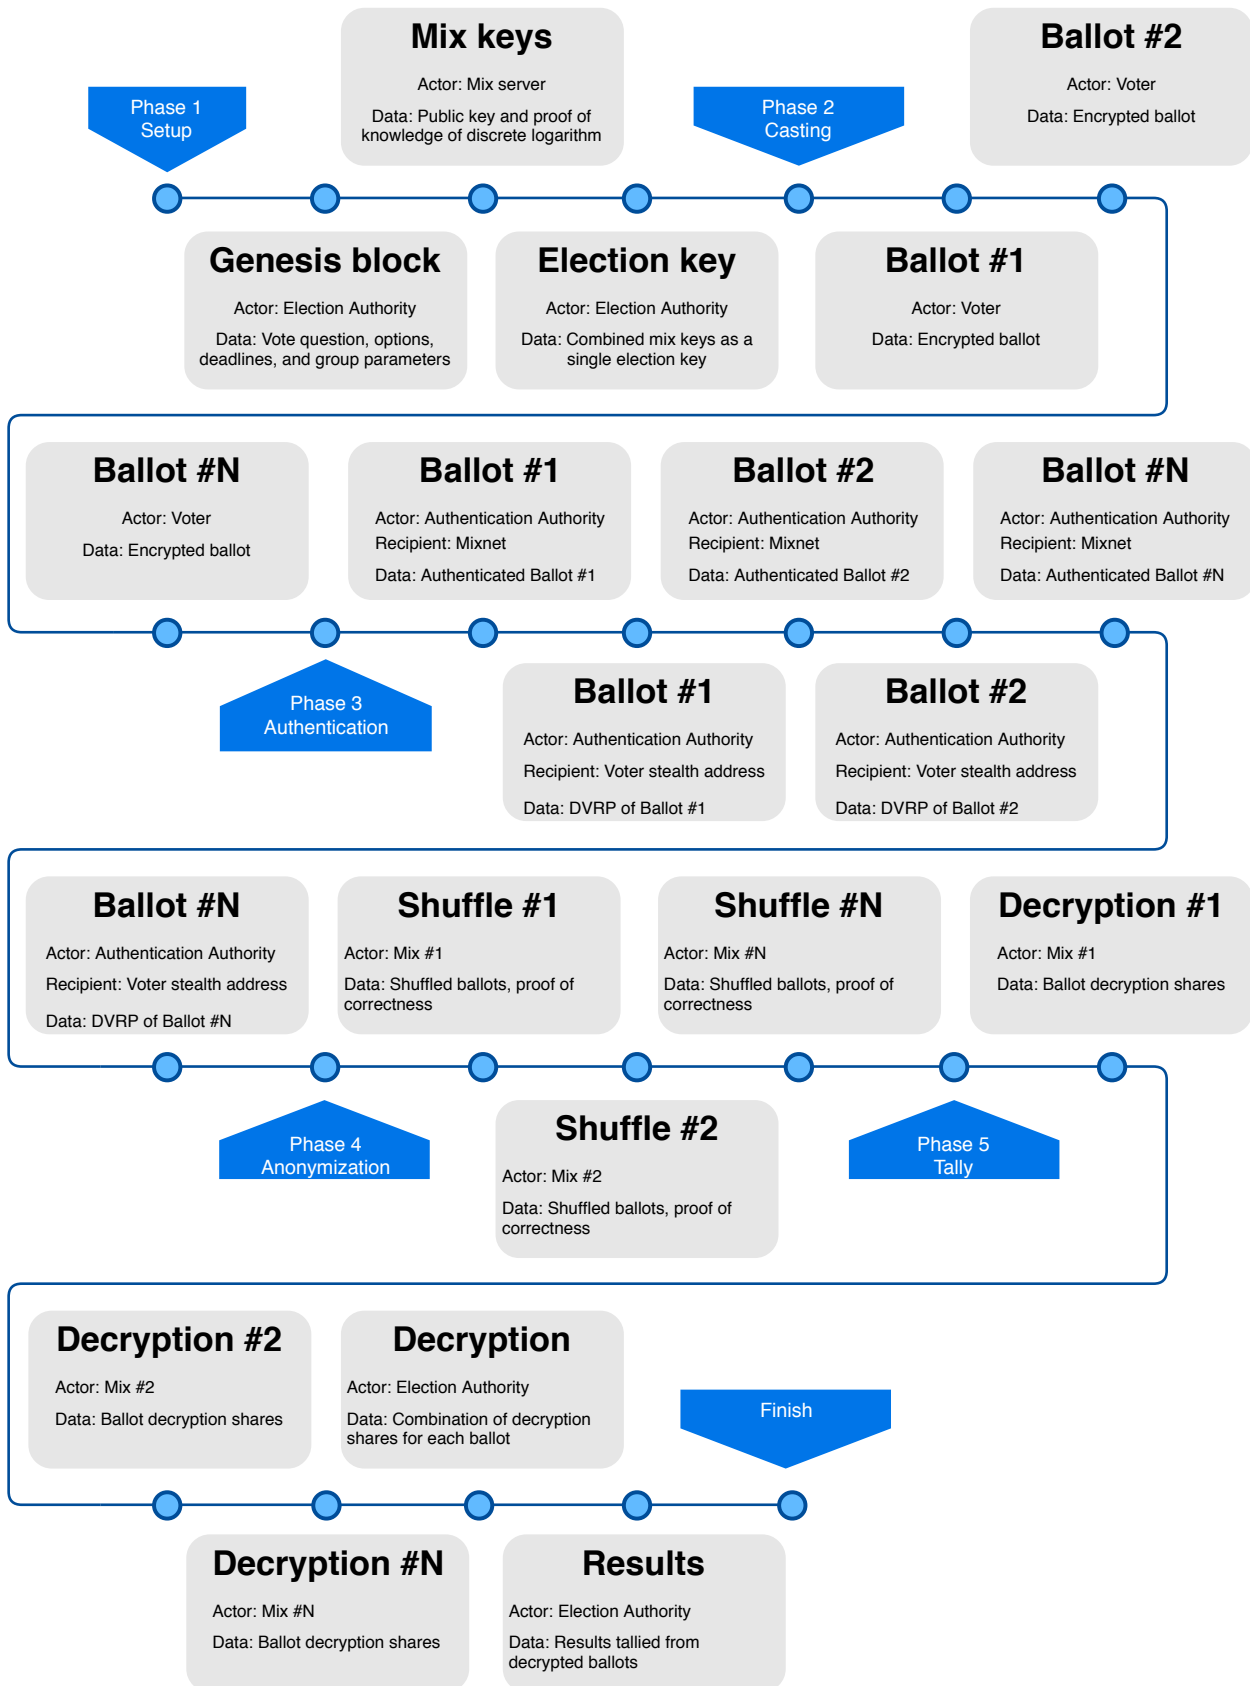 Phase 1
Setup
Mix keys
Actor: Mix server
Data: Public key and proof of
knowledge of discrete logarithm
Phase 2
Casting
Ballot #2
Actor: Voter
Data: Encrypted ballot
Genesis block
Actor: Election Authority
Data: Vote question, options,
deadlines, and group parameters
Election key
Actor: Election Authority
Data: Combined mix keys as a
single election key
Ballot #1
Actor: Voter
Data: Encrypted ballot
Ballot #N
Actor: Voter
Data: Encrypted ballot
Ballot #1
Actor: Authentication Authority
Recipient: Mixnet
Data: Authenticated Ballot #1
Ballot #2
Actor: Authentication Authority
Recipient: Mixnet
Data: Authenticated Ballot #2
Ballot #N
Actor: Authentication Authority
Recipient: Mixnet
Data: Authenticated Ballot #N
Phase 3
Authentication
Ballot #1
Actor: Authentication Authority
Recipient: Voter stealth address
Data: DVRP of Ballot #1
Ballot #2
Actor: Authentication Authority
Recipient: Voter stealth address
Data: DVRP of Ballot #2
Ballot #N
Actor: Authentication Authority
Recipient: Voter stealth address
Data: DVRP of Ballot #N
Shuffle #1
Actor: Mix #1
Data: Shuffled ballots, proof of
correctness
Shuffle #N
Actor: Mix #N
Data: Shuffled ballots, proof of
correctness
Decryption #1
Actor: Mix #1
Data: Ballot decryption shares
Phase 4
Anonymization
Shuffle #2
Actor: Mix #2
Data: Shuffled ballots, proof of
correctness
Phase 5
Tally
Decryption #2
Actor: Mix #2
Data: Ballot decryption shares
Decryption
Actor: Election Authority
Data: Combination of decryption
shares for each ballot
Finish
Decryption #N
Actor: Mix #N
Data: Ballot decryption shares
Results
Actor: Election Authority
Data: Results tallied from
decrypted ballots